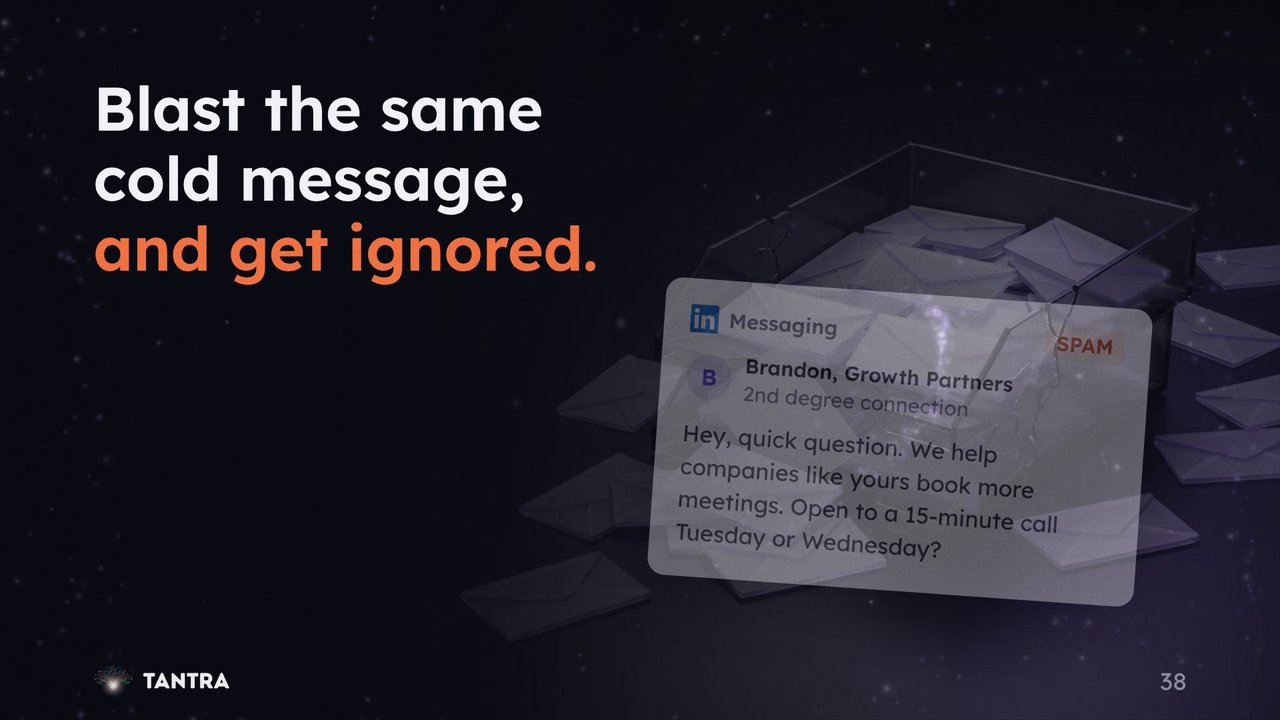 Blast the same
cold message,
and get ignored.
in Messaging
SPAM
B
Brandon, Growth Partners
2nd degree connection
Hey, quick question. We help
companies like yours book more
meetings. Open to a 15-minute call
Tuesday or Wednesday?
TANTRA
38